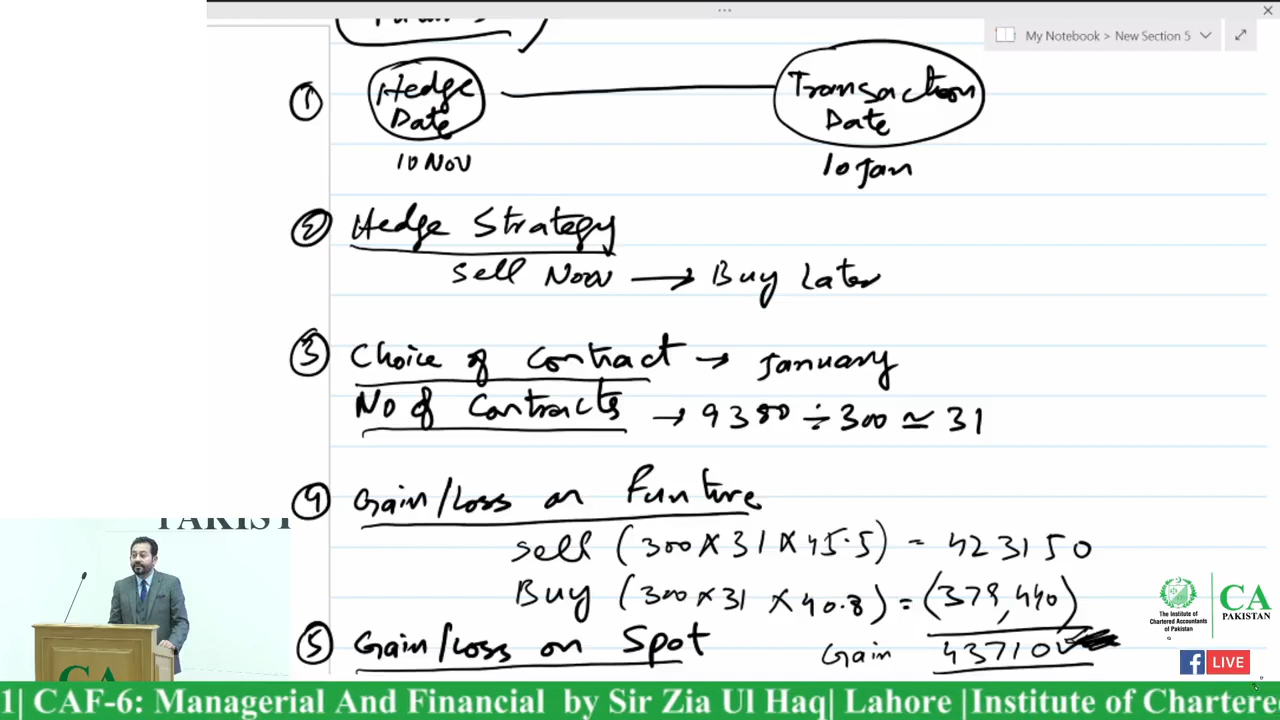 My Notebook > New Section 5
① Hedge Date Transaction Date
10 Nov 10 Jan
② Hedge Strategy
Sell Now → Buy Later
③ Choice of Contract → January
No of Contracts → 9380 ÷ 300 ≃ 31
④ Gain/Loss on Funture
Sell (300 × 31 × 45.5) = 423150
Buy (300 × 31 × 40.8) = (379,440)
⑤ Gain/Loss on Spot Gain 43710
PAKIST
CA
The Institute of Chartered Accountants of Pakistan
CA PAKISTAN
f LIVE
1| CAF-6: Managerial And Financial by Sir Zia Ul Haq| Lahore |Institute of Chartere